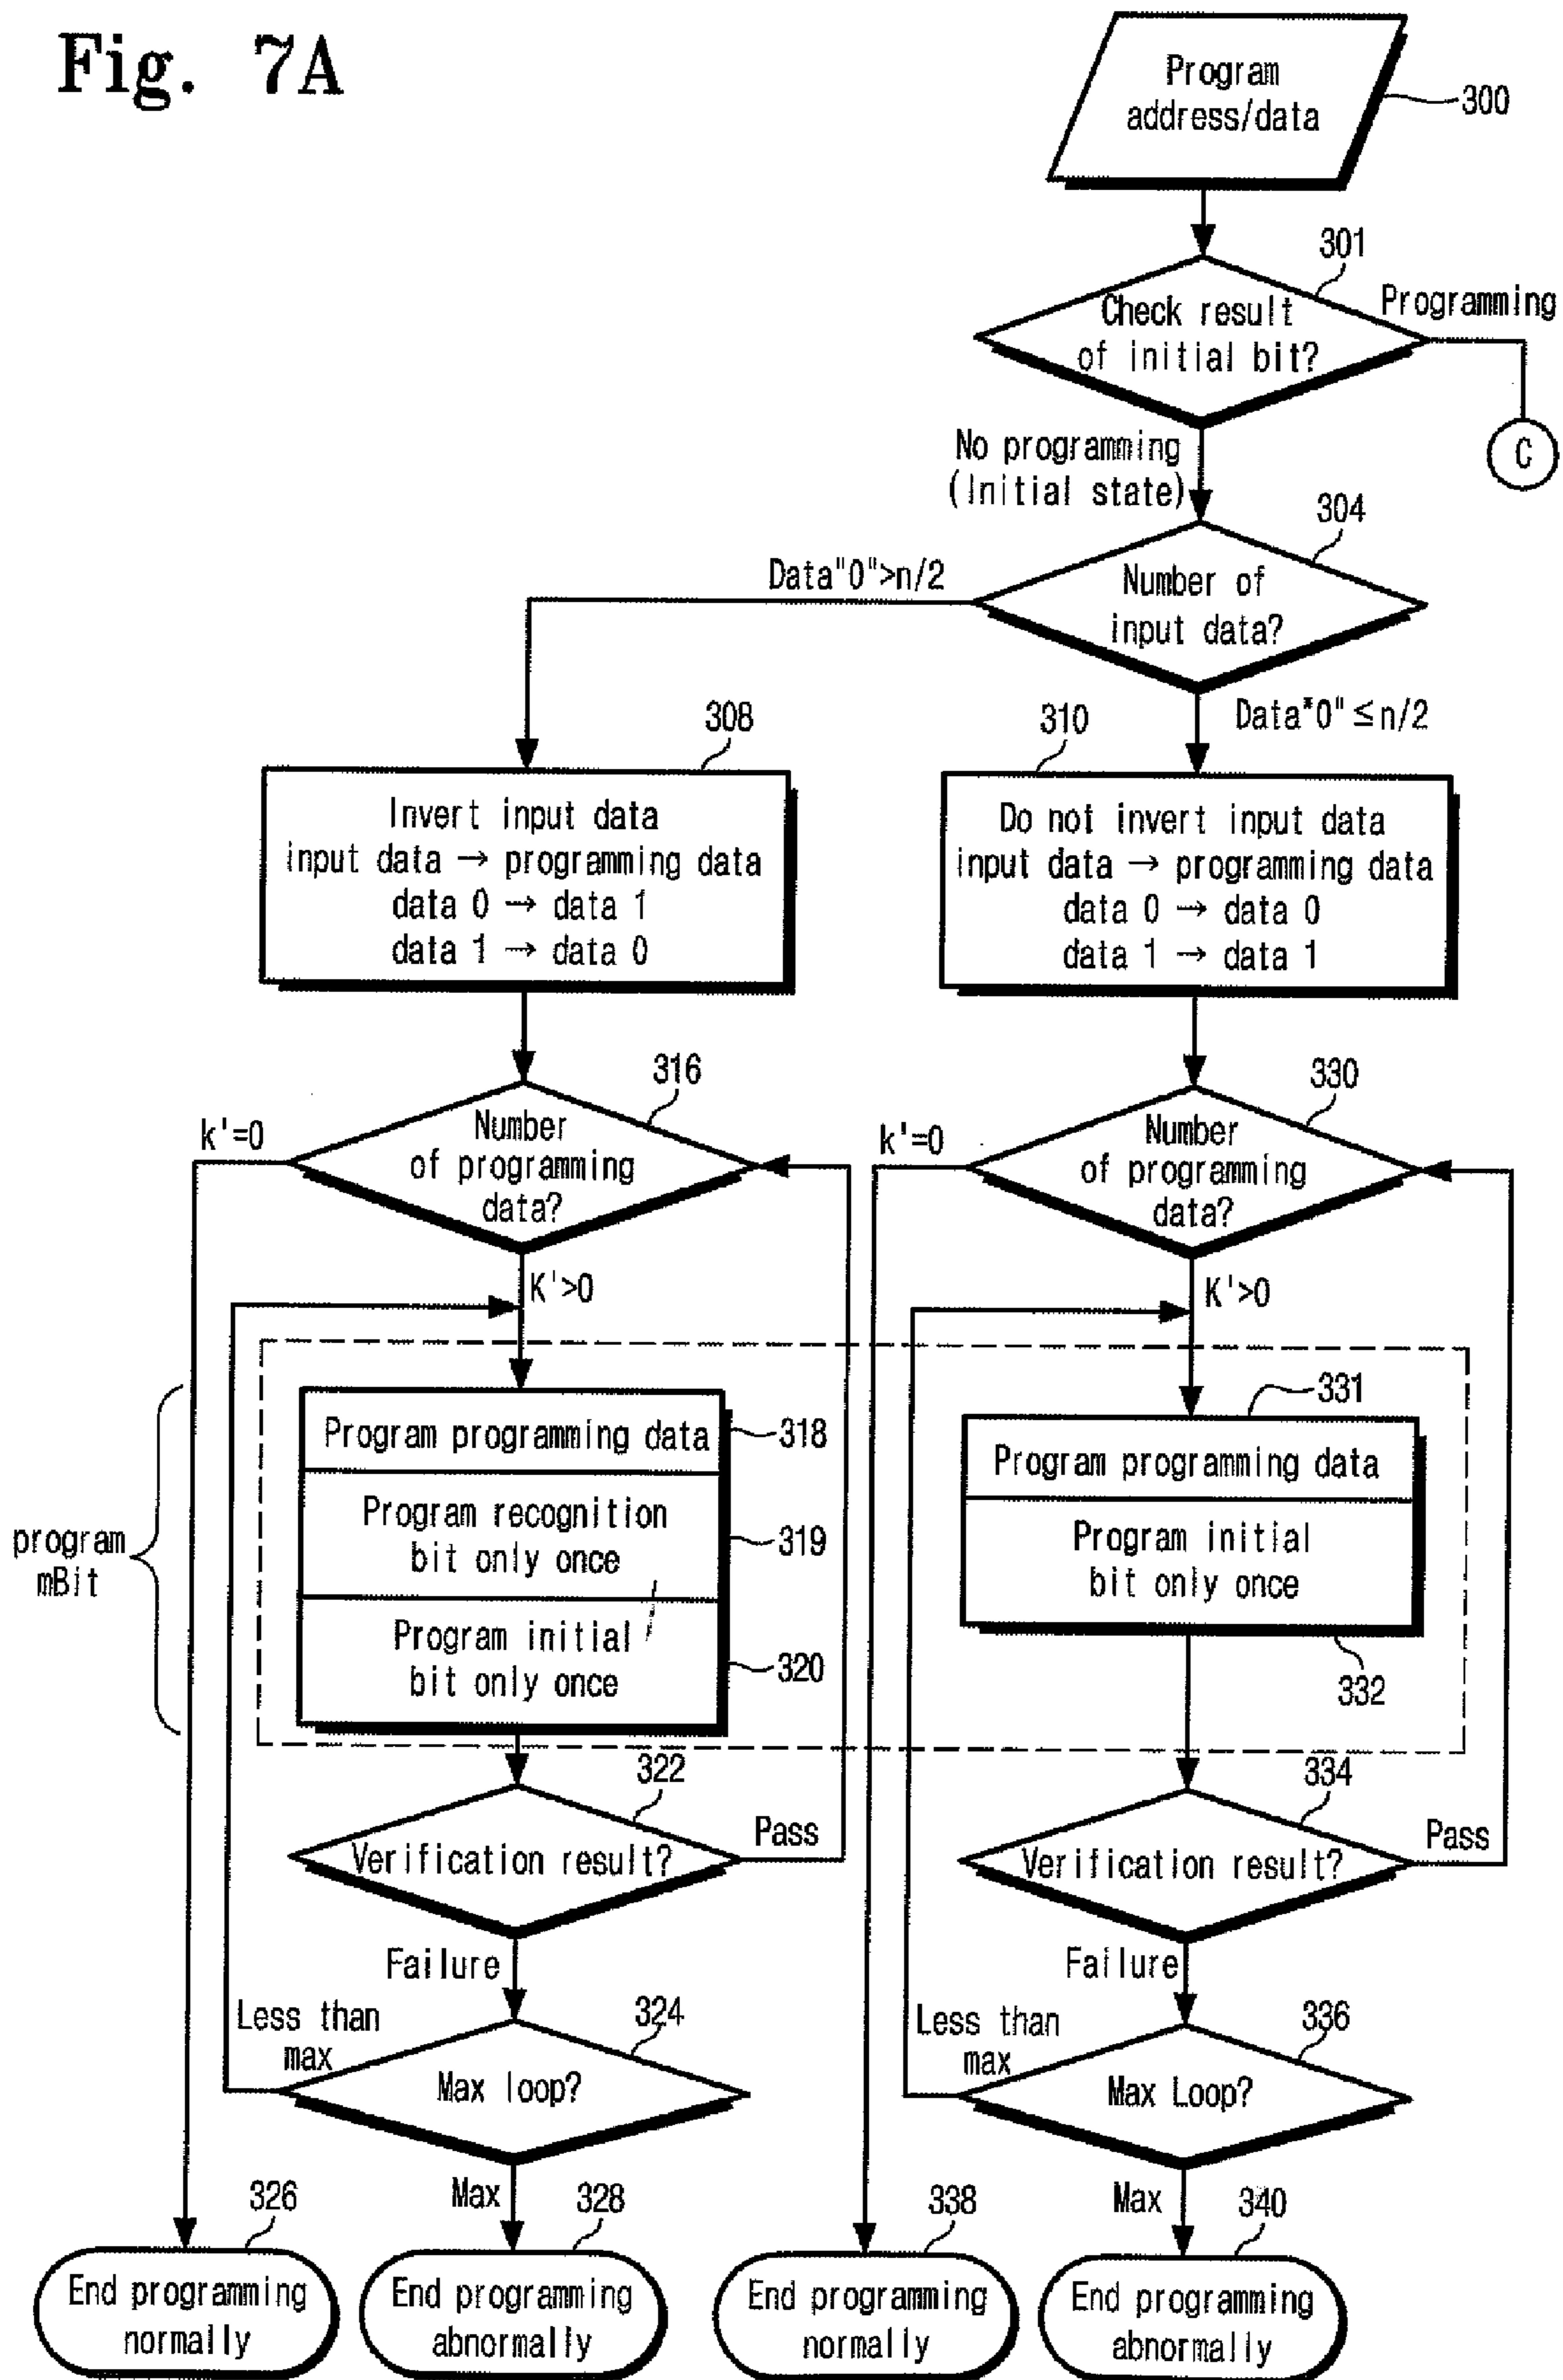 Fig. 7A
Program
address/data
300
301
Check result
of initial bit?
Programming
C
No programming
(Initial state)
304
Number of
input data?
Data"0">n/2
Data"0"≤n/2
308
Invert input data
input data → programming data
data 0 → data 1
data 1 → data 0
310
Do not invert input data
input data → programming data
data 0 → data 0
data 1 → data 1
316
Number
of programming
data?
k'=0
K'>0
330
Number
of programming
data?
k'=0
K'>0
program
mBit
Program programming data
318
Program recognition
bit only once
319
Program initial
bit only once
320
331
Program programming data
Program initial
bit only once
332
322
Verification result?
Pass
Failure
334
Verification result?
Pass
Failure
Less than
max
324
Max loop?
Max
Less than
max
336
Max Loop?
Max
326
End programming
normally
328
End programming
abnormally
338
End programming
normally
340
End programming
abnormally